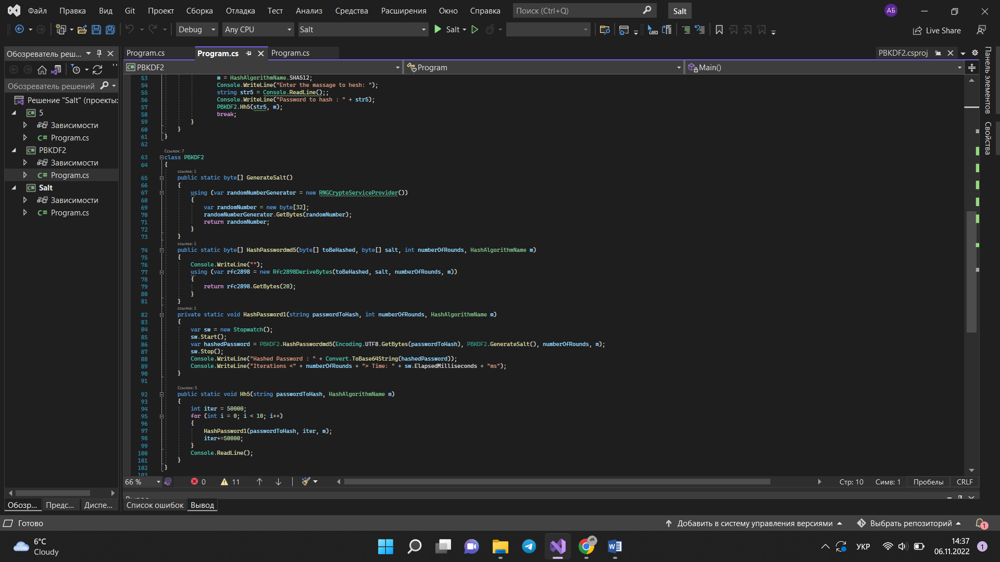 Файл Правка Вид Git Проект Сборка Отладка Тест Анализ Средства Расширения Окно Справка Поиск (Ctrl+Q) Salt АБ
Debug Any CPU Salt Salt Live Share
Обозреватель реш... Program.cs Program.cs Program.cs PBKDF2.csproj
PBKDF2 Program Main()
Обозреватель решений
Решение "Salt" (проекты:
5
Зависимости
C# Program.cs
PBKDF2
Зависимости
C# Program.cs
Salt
Зависимости
C# Program.cs
53 m = HashAlgorithmName.SHA512;
54 Console.WriteLine("Enter the massage to hesh: ");
55 string str5 = Console.ReadLine();;
56 Console.WriteLine("Password to hash : " + str5);
57 PBKDF2.Hh5(str5, m);
58 break;
59 }
60 }
61 }
62
Ссылок: 7
63 class PBKDF2
64 {
ссылка: 1
65 public static byte[] GenerateSalt()
66 {
67 using (var randomNumberGenerator = new RNGCryptoServiceProvider())
68 {
69 var randomNumber = new byte[32];
70 randomNumberGenerator.GetBytes(randomNumber);
71 return randomNumber;
72 }
73 }
ссылка: 1
74 public static byte[] HashPasswordmd5(byte[] toBeHashed, byte[] salt, int numberOfRounds, HashAlgorithmName m)
75 {
76 Console.WriteLine("");
77 using (var rfc2898 = new Rfc2898DeriveBytes(toBeHashed, salt, numberOfRounds, m))
78 {
79 return rfc2898.GetBytes(20);
80 }
81 }
ссылка: 1
82 private static void HashPassword1(string passwordToHash, int numberOfRounds, HashAlgorithmName m)
83 {
84 var sw = new Stopwatch();
85 sw.Start();
86 var hashedPassword = PBKDF2.HashPasswordmd5(Encoding.UTF8.GetBytes(passwordToHash), PBKDF2.GenerateSalt(), numberOfRounds, m);
87 sw.Stop();
88 Console.WriteLine("Hashed Password : " + Convert.ToBase64String(hashedPassword));
89 Console.WriteLine("Iterations <" + numberOfRounds + "> Time: " + sw.ElapsedMilliseconds + "ms");
90 }
91
Ссылок: 5
92 public static void Hh5(string passwordToHash, HashAlgorithmName m)
93 {
94 int iter = 50000;
95 for (int i = 0; i < 10; i++)
96 {
97 HashPassword1(passwordToHash, iter, m);
98 iter+=50000;
99 }
100 Console.ReadLine();
101 }
102 }
103
Панель элементов
Свойства
66 % 0 11 Стр: 10 Симв: 1 Пробелы CRLF
Обозр... Предс... Диспе... Список ошибок Вывод
Готово Добавить в систему управления версиями Выбрать репозиторий 1
6°C
Cloudy
УКР
14:37
06.11.2022
1